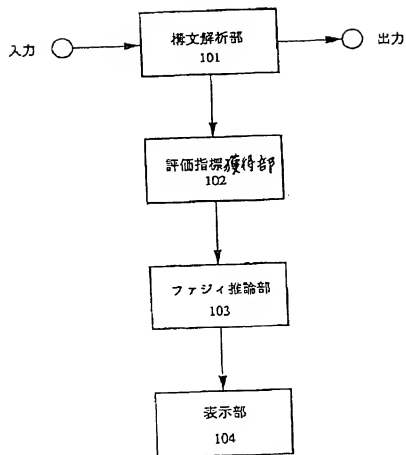 入力
構文解析部
101
出力
評価指標獲得部
102
ファジィ推論部
103
表示部
104